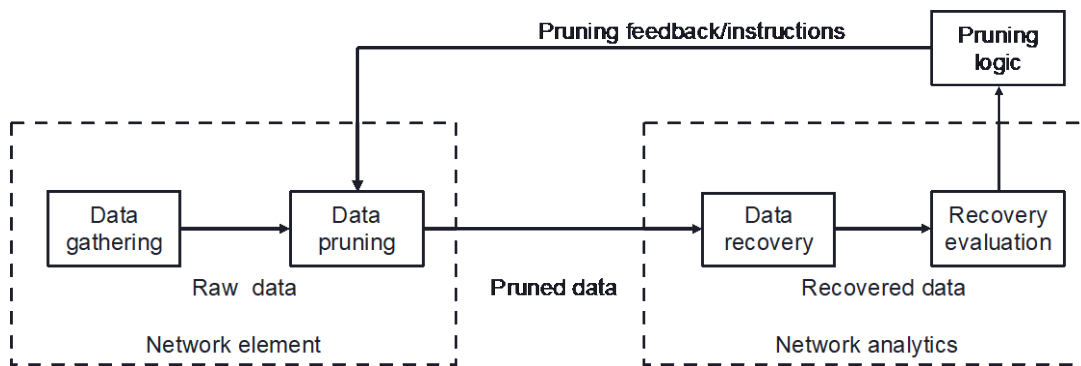 Pruning feedback/instructions
Pruning
logic
Data
gathering
Data
pruning
Data
recovery
Recovery
evaluation
Raw data
Pruned data
Recovered data
Network element
Network analytics